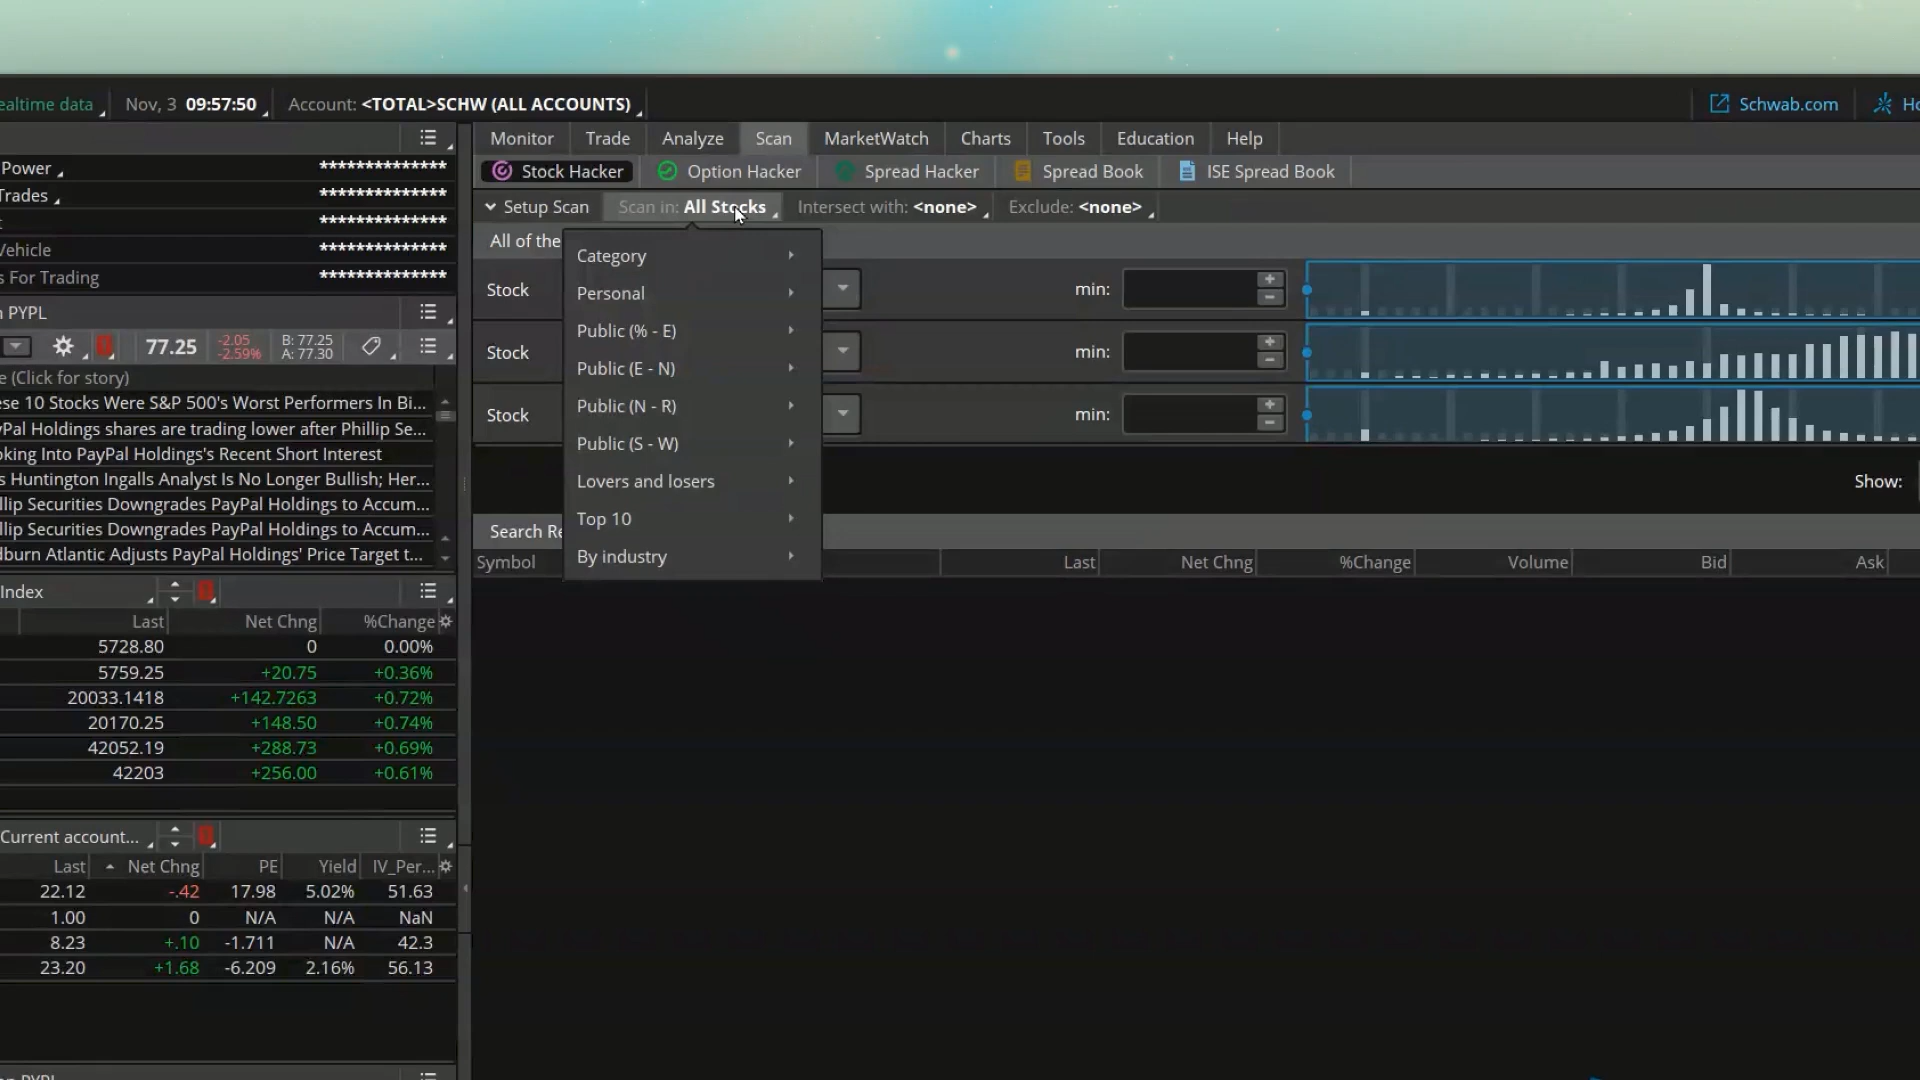 ealtime data Nov, 3 09:57:50 Account: <TOTAL>SCHW (ALL ACCOUNTS) Schwab.com
Power **************
Trades **************
**************
Vehicle **************
s For Trading **************
n PYPL
77.25 -2.05 -2.59% B: 77.25 A: 77.30
e (Click for story)
ese 10 Stocks Were S&P 500's Worst Performers In Bi...
yPal Holdings shares are trading lower after Phillip Se...
oking Into PayPal Holdings's Recent Short Interest
s Huntington Ingalls Analyst Is No Longer Bullish; Her...
llip Securities Downgrades PayPal Holdings to Accum...
llip Securities Downgrades PayPal Holdings to Accum...
dburn Atlantic Adjusts PayPal Holdings' Price Target t...
Index
Last Net Chng %Change
5728.80 0 0.00%
5759.25 +20.75 +0.36%
20033.1418 +142.7263 +0.72%
20170.25 +148.50 +0.74%
42052.19 +288.73 +0.69%
42203 +256.00 +0.61%
Current account...
Last Net Chng PE Yield IV_Per...
22.12 -.42 17.98 5.02% 51.63
1.00 0 N/A N/A NaN
8.23 +.10 -1.711 N/A 42.3
23.20 +1.68 -6.209 2.16% 56.13
Monitor Trade Analyze Scan MarketWatch Charts Tools Education Help
Stock Hacker Option Hacker Spread Hacker Spread Book ISE Spread Book
Setup Scan Scan in: All Stocks Intersect with: <none> Exclude: <none>
All of the
Stock min:
Stock min:
Stock min:
Category
Personal
Public (% - E)
Public (E - N)
Public (N - R)
Public (S - W)
Lovers and losers
Top 10
By industry
Show:
Search Re
Symbol Last Net Chng %Change Volume Bid Ask